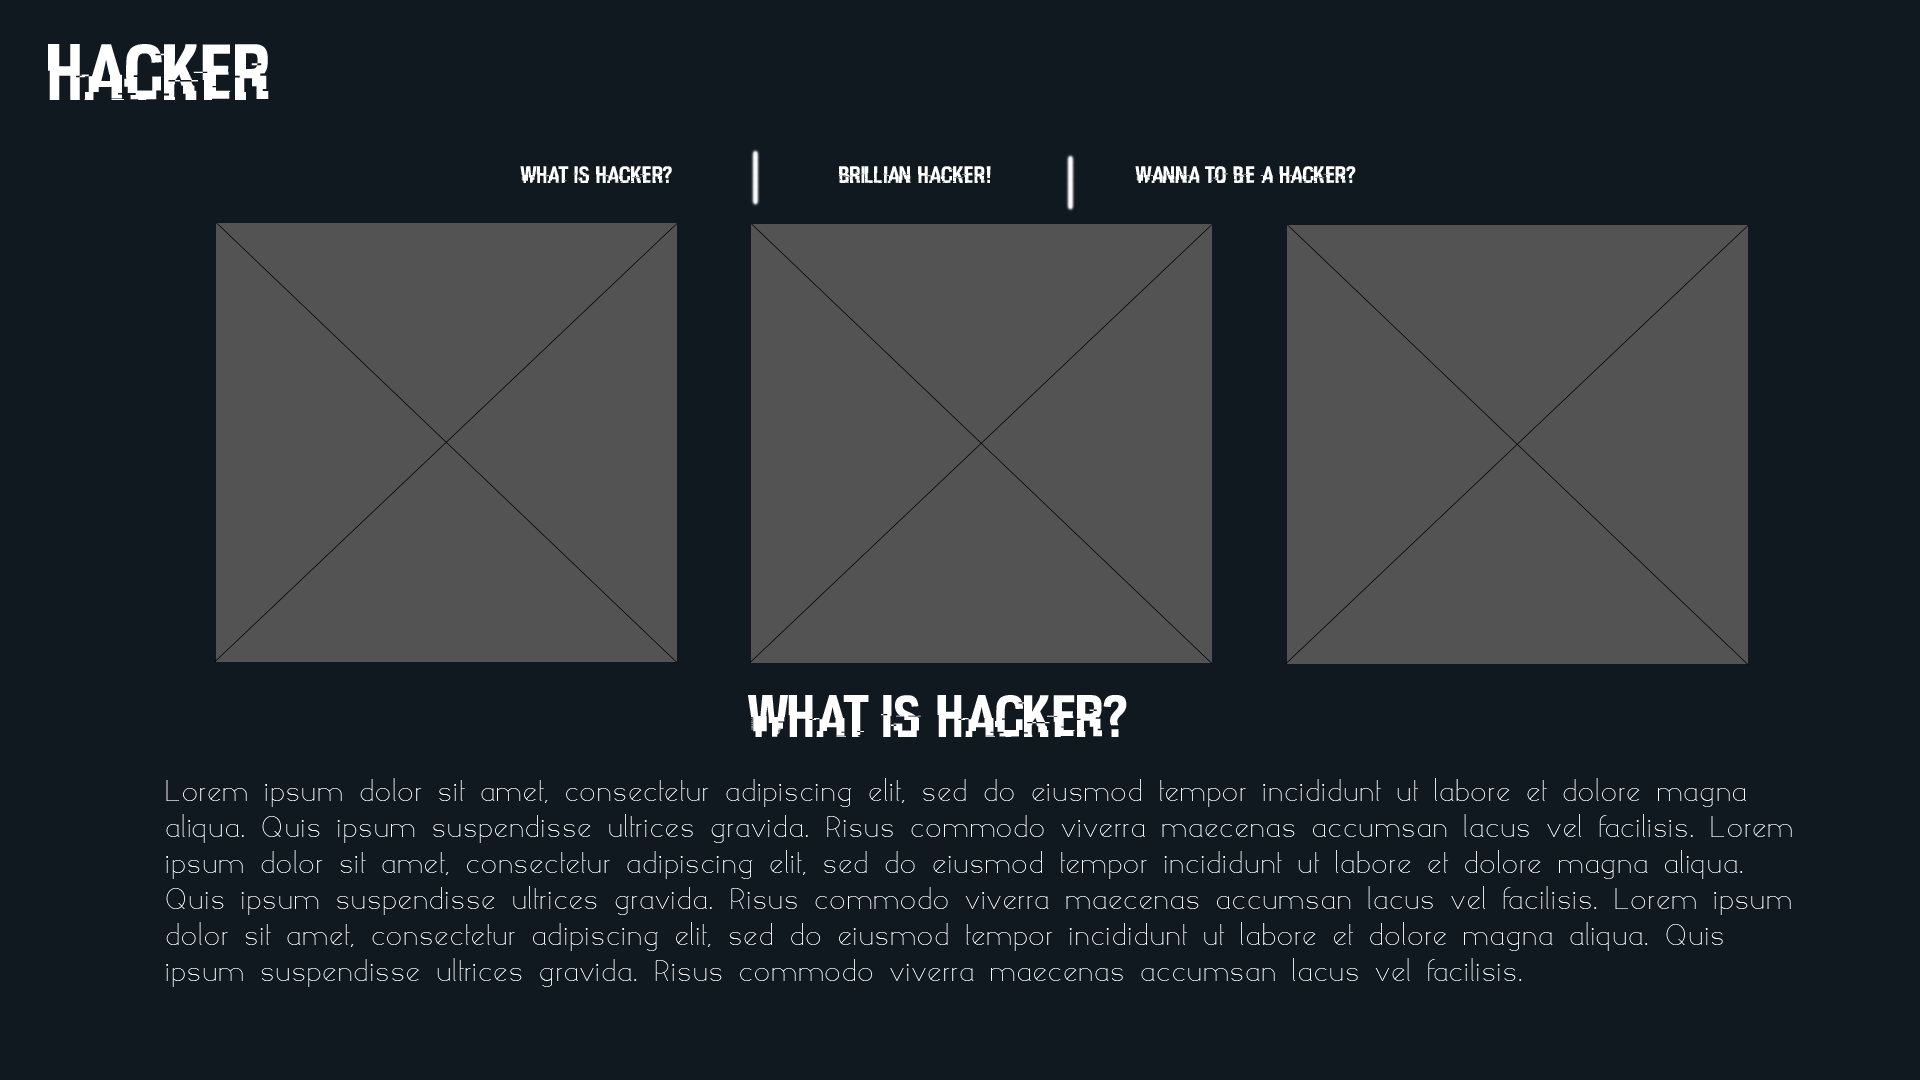 HACKER
WHAT IS HACKER?
BRILLIAN HACKER!
WANNA TO BE A HACKER?
WHAT IS HACKER?
Lorem ipsum dolor sit amet, consectetur adipiscing elit, sed do eiusmod tempor incididunt ut labore et dolore magna
aliqua. Quis ipsum suspendisse ultrices gravida. Risus commodo viverra maecenas accumsan lacus vel facilisis. Lorem
ipsum dolor sit amet, consectetur adipiscing elit, sed do eiusmod tempor incididunt ut labore et dolore magna aliqua.
Quis ipsum suspendisse ultrices gravida. Risus commodo viverra maecenas accumsan lacus vel facilisis. Lorem ipsum
dolor sit amet, consectetur adipiscing elit, sed do eiusmod tempor incididunt ut labore et dolore magna aliqua. Quis
ipsum suspendisse ultrices gravida. Risus commodo viverra maecenas accumsan lacus vel facilisis.